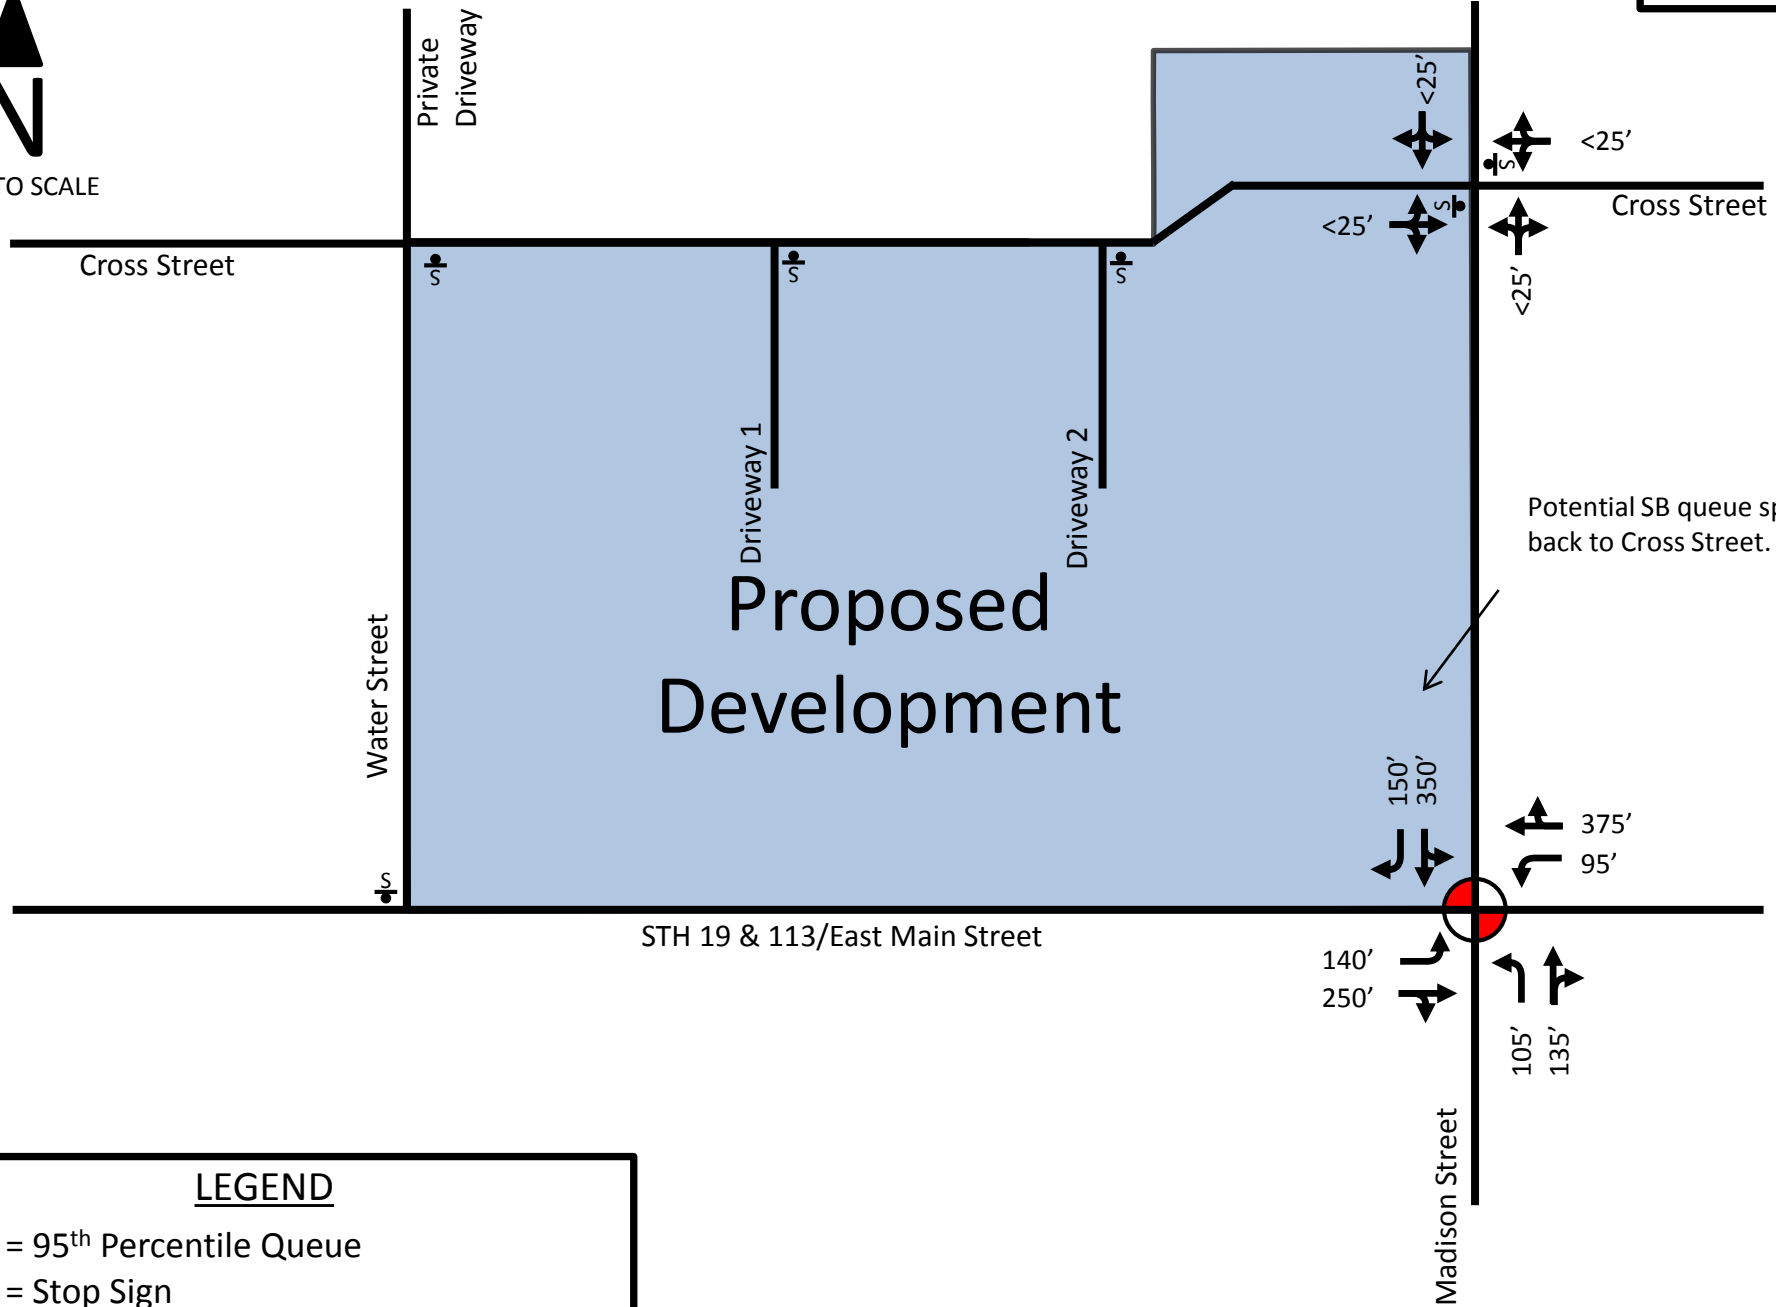 N
TO SCALE
Private
Driveway
<25’
<25’
S
Cross Street
S
<25’
<25’
Cross Street
S
S
S
Driveway 1
Driveway 2
Potential SB queue
back to Cross Street.
Proposed
Development
Water Street
150’
350’
375’
95’
S
STH 19 & 113/East Main Street
140’
250’
105’
135’
Madison Street
LEGEND
= 95th Percentile Queue
= Stop Sign